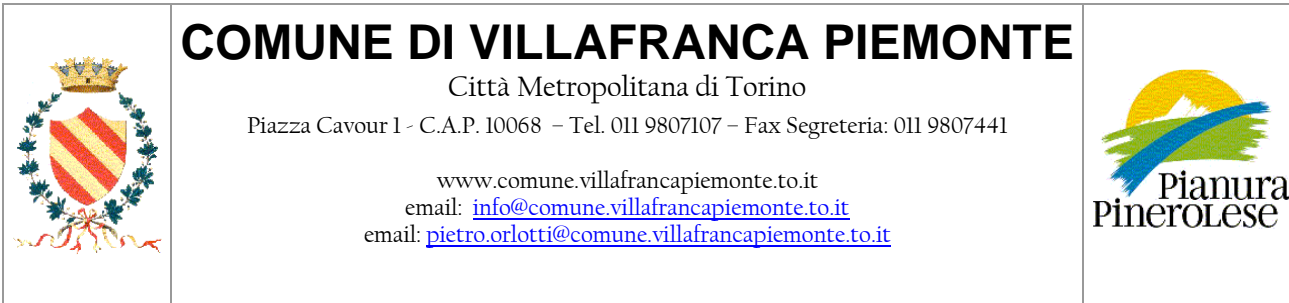 COMUNE DI VILLAFRANCA PIEMONTE
Città Metropolitana di Torino
Piazza Cavour 1 - C.A.P. 10068 – Tel. 011 9807107 – Fax Segreteria: 011 9807441
www.comune.villafrancapiemonte.to.it
email: info@comune.villafrancapiemonte.to.it
email: pietro.orlotti@comune.villafrancapiemonte.to.it
Pianura
Pinerolese